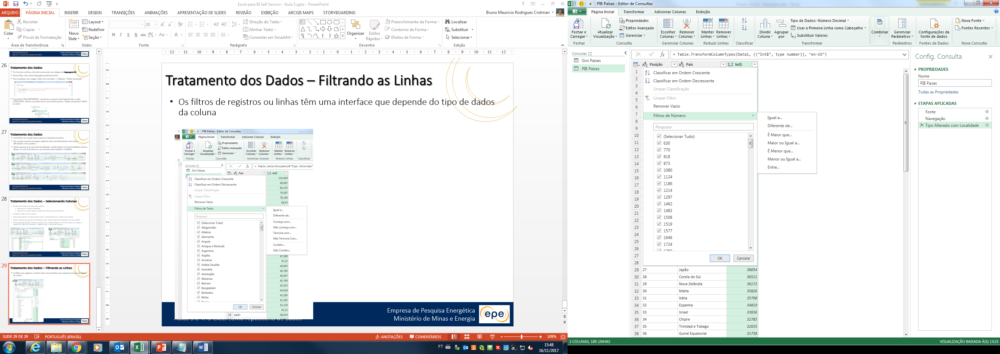 Excel para BI Self Service - Aula 5.pptx - PowerPoint
ARQUIVO PÁGINA INICIAL INSERIR DESIGN TRANSIÇÕES ANIMAÇÕES APRESENTAÇÃO DE SLIDES REVISÃO EXIBIÇÃO ARCGIS MAPS STORYBOARDING
Bruno Mauricio Rodrigues Crotman
Colar
Recortar
Copiar
Pincel de Formatação
Área de Transferência
Novo
Slide
Layout
Redefinir
Seção
Slides
20
Fonte
Direção do Texto
Alinhar Texto
Converter em SmartArt
Parágrafo
Organizar
Estilos
Rápidos
Preenchimento da Forma
Contorno da Forma
Efeitos de Forma
Desenho
Localizar
Substituir
Selecionar
Edição
26
Tratamento dos Dados
27
Tratamento dos Dados
28
Tratamento dos Dados – Selecionando Colunas
29
Tratamento dos Dados – Filtrando as Linhas
Os filtros de registros ou linhas têm uma interface que depende do tipo de dados
da coluna
Tratamento dos Dados – Filtrando as Linhas
• Os filtros de registros ou linhas têm uma interface que depende do tipo de dados
da coluna
PIB Países - Editor de Consultas
Página Inicial Transformar Adicionar Colunas Exibição
Fechar e
Carregar
Fechar
Atualizar
Visualização
Propriedades
Editor Avançado
Gerenciar
Consulta
Escolher
Colunas
Remover
Colunas
Gerenciar Colunas
Manter
Linhas
Remover
Linhas
Reduzir Linhas
Classificar
Consultas [2]
Gini Países
= Table.SelectColumns(#"Tipo Alterado"
País 1.2 Int$
Classificar em Ordem Crescente
Classificar em Ordem Decrescente
Limpar Classificação
Limpar Filtro
Remover Vazio
Filtros de Texto
Pesquisar
(Selecionar Tudo)
Afeganistão
Albânia
Alemanha
Angola
Antigua e Barbuda
Argentina
Argélia
Armênia
Arábia Saudita
Austrália
Azerbaijão
Bahamas
Bahrain
Bangladesh
Barbados
Belize
OK Cancelar
Igual a...
Diferente de...
Começa com...
Não começa com...
Termina com...
Não Termina Com...
Contém...
Não Contém...
132,099
98,987
85,253
79,587
70,166
68,43
47,389
47,25
46,893
46,783
46,097
45,709
45,553
44,628
43,585
41,181
41,159
41,12
29 Japão 38,054
Empresa de Pesquisa Energética
Ministério de Minas e Energia
epe
SLIDE 29 DE 29 PORTUGUÊS (BRASIL)
ANOTAÇÕES COMENTÁRIOS 109%
PT
15:48
16/11/2017
PIB Países - Editor de Consultas
Página Inicial Transformar Adicionar Colunas Exibição
Fechar e
Carregar
Fechar
Atualizar
Visualização
Propriedades
Editor Avançado
Gerenciar
Consulta
Escolher
Colunas
Remover
Colunas
Gerenciar Colunas
Manter
Linhas
Remover
Linhas
Reduzir Linhas
Classificar
Dividir
Coluna
Agrupar
por
Tipo de Dados: Número Decimal
Usar a Primeira Linha como Cabeçalho
Substituir Valores
Transformar
Combinar
Gerenciar
Parâmetros
Parâmetros
Configurações da
fonte de dados
Fontes de Dados
Nova Fonte
Fontes Recentes
Nova Consulta
Consultas [2]
Gini Países
PIB Países
= Table.TransformColumnTypes(Data1, {{"Int$", type number}}, "en-US")
Posição País 1.2 Int$
1
2
3
4
5
6
7
8
9
10
11
12
13
14
15
16
17
18
19
20
21
22
23
24
25
26
27
28
Classificar em Ordem Crescente
Classificar em Ordem Decrescente
Limpar Classificação
Limpar Filtro
Remover Vazio
Filtros de Número
Pesquisar
(Selecionar Tudo)
630
770
818
873
1080
1124
1186
1214
1297
1462
1483
1508
1519
1577
1646
1724
1750
OK Cancelar
Igual a...
Diferente de...
É Maior que...
Maior ou Igual a...
É Menor que...
Menor ou Igual a...
Entre...
29 27 Japão 38054
30 28 Coreia do Sul 36511
31 29 Nova Zelândia 36172
32 30 Malta 35826
33 31 Itália 35708
34 32 Espanha 34819
35 33 Israel 33656
36 34 Chipre 32785
37 35 Trinidad e Tobago 32635
38 36 Guiné Equatorial 31758
Config. Consulta
PROPRIEDADES
Nome
PIB Países
Todas as Propriedades
ETAPAS APLICADAS
Fonte
Navegação
Tipo Alterado com Localidade
3 COLUNAS, 189 LINHAS
VISUALIZAÇÃO BAIXADA À(S) 13:25